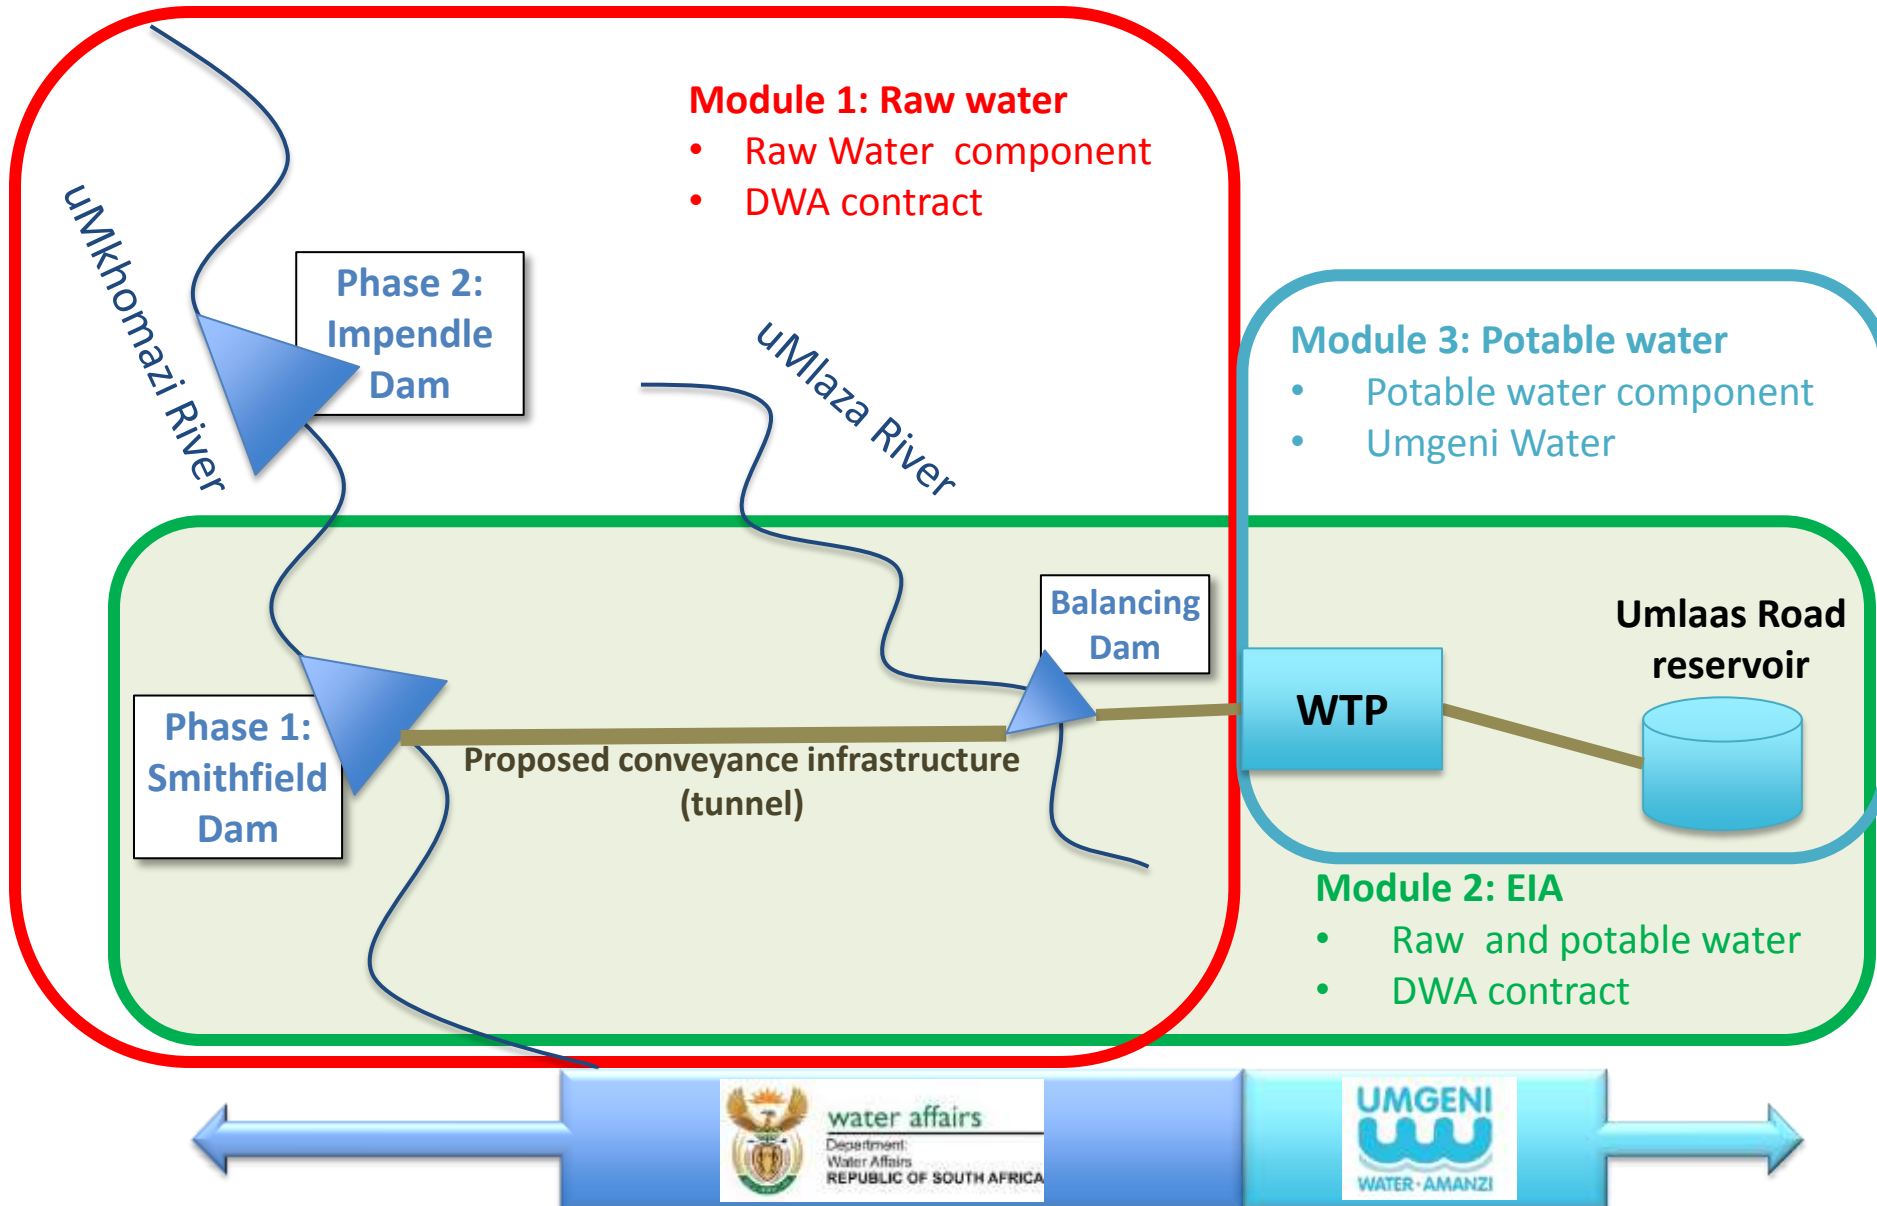 Module 1: Raw water
• Raw Water component
• DWA contract
uMkhomazi River
Phase 2:
Impendle
Dam
uMlaza River
Module 3: Potable water
• Potable water component
• Umgeni Water
Balancing
Dam
Umlaas Road
reservoir
WTP
Phase 1:
Smithfield
Dam
Proposed conveyance infrastructure
(tunnel)
Module 2: EIA
• Raw and potable water
• DWA contract
water affairs
Department:
Water Affairs
REPUBLIC OF SOUTH AFRICA
UMGENI
WATER·AMANZI